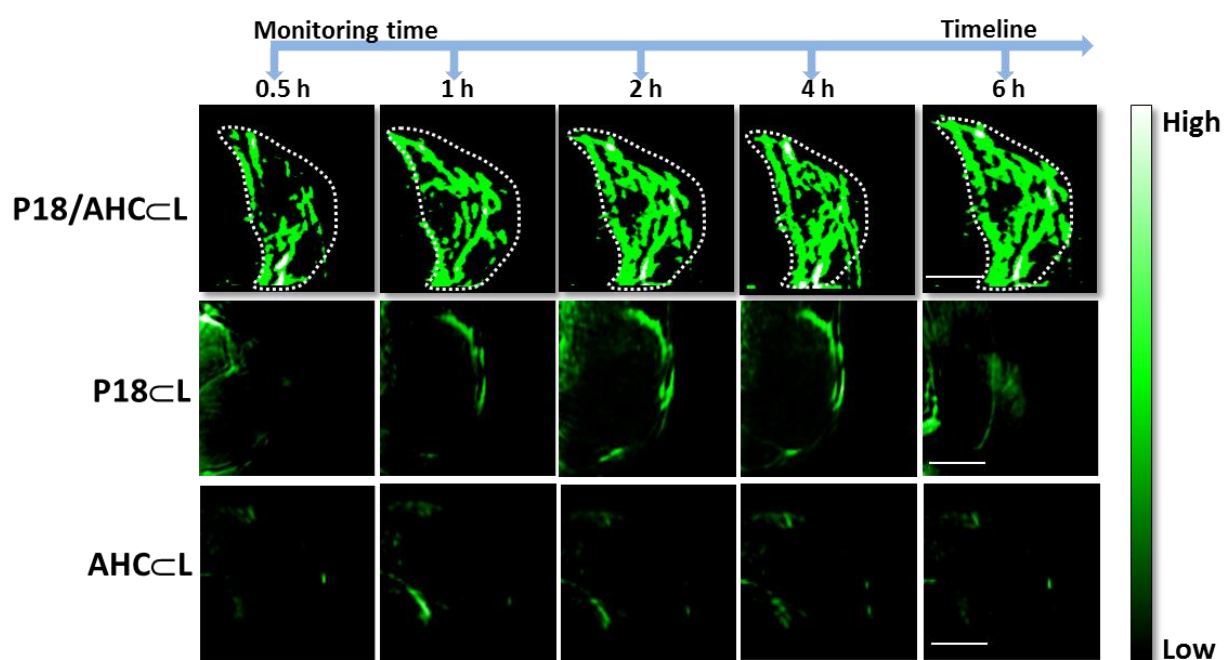 Monitoring time Timeline
0.5 h 1 h 2 h 4 h 6 h
High
P18/AHC⊂L
P18⊂L
AHC⊂L
Low